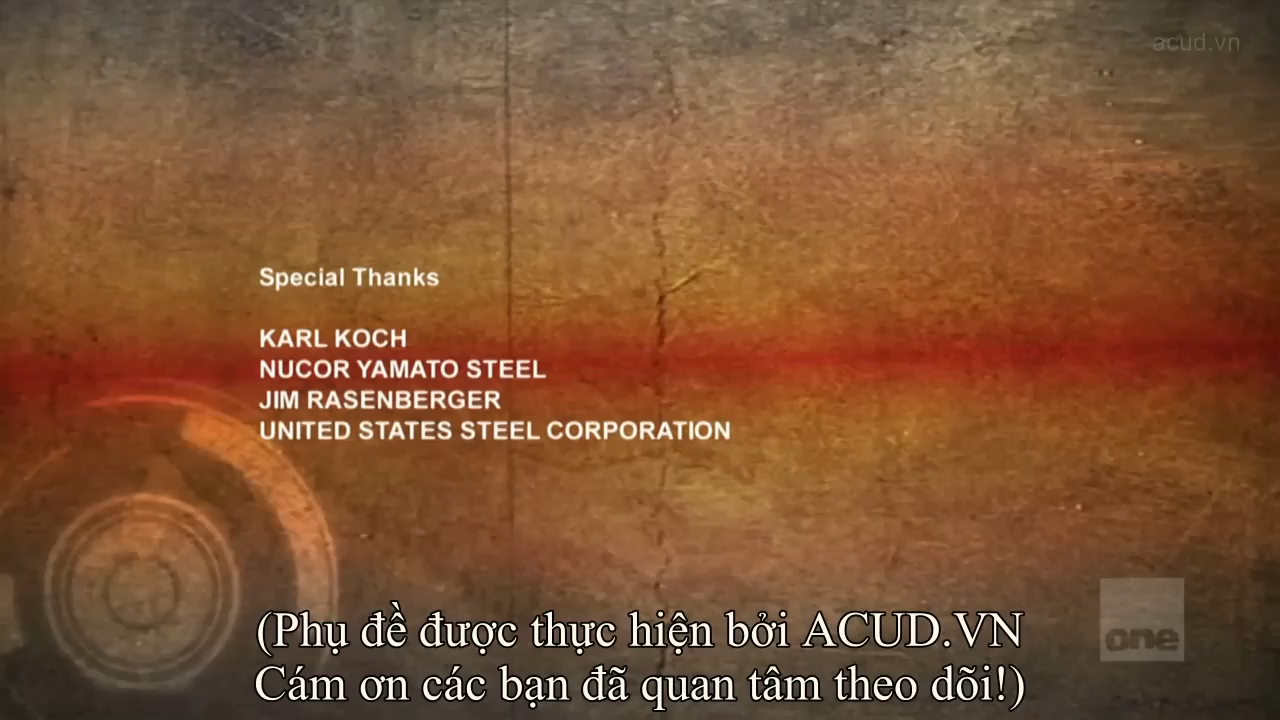 acud.vn
Special Thanks
KARL KOCH
NUCOR YAMATO STEEL
JIM RASENBERGER
UNITED STATES STEEL CORPORATION
one
(Phụ đề được thực hiện bởi ACUD.VN
Cám ơn các bạn đã quan tâm theo dõi!)